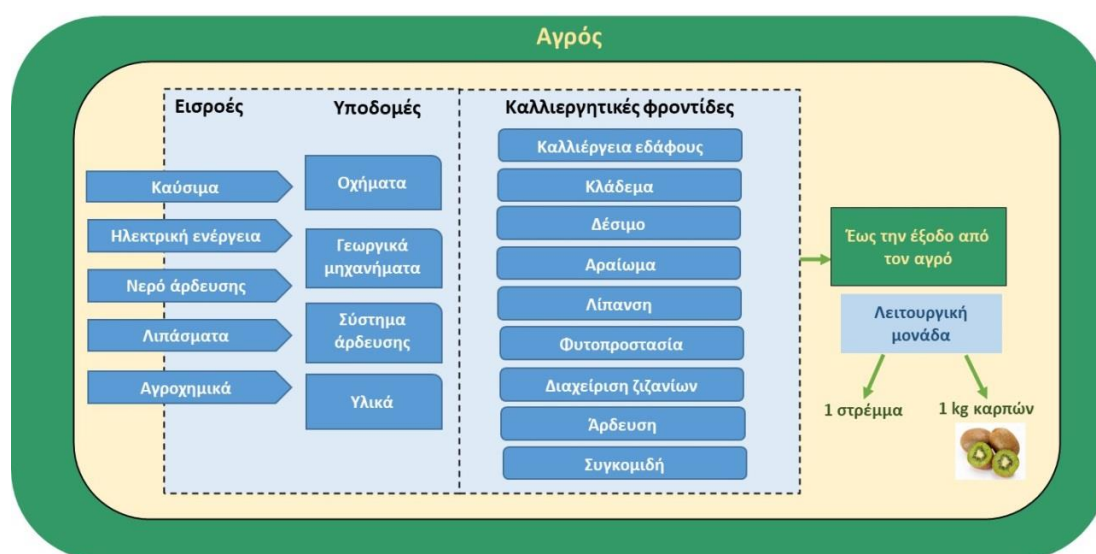 Αγρός
Εισροές
Υποδομές
Καλλιεργητικές φροντίδες
Καύσιμα
Ηλεκτρική ενέργεια
Νερό άρδευσης
Λιπάσματα
Αγροχημικά
Οχήματα
Γεωργικά
μηχανήματα
Σύστημα
άρδευσης
Υλικά
Καλλιέργεια εδάφους
Κλάδεμα
Δέσιμο
Αραίωμα
Λίπανση
Φυτοπροστασία
Διαχείριση ζιζανίων
Άρδευση
Συγκομιδή
Έως την έξοδο από
τον αγρό
Λειτουργική
μονάδα
1 στρέμμα
1 kg καρπών